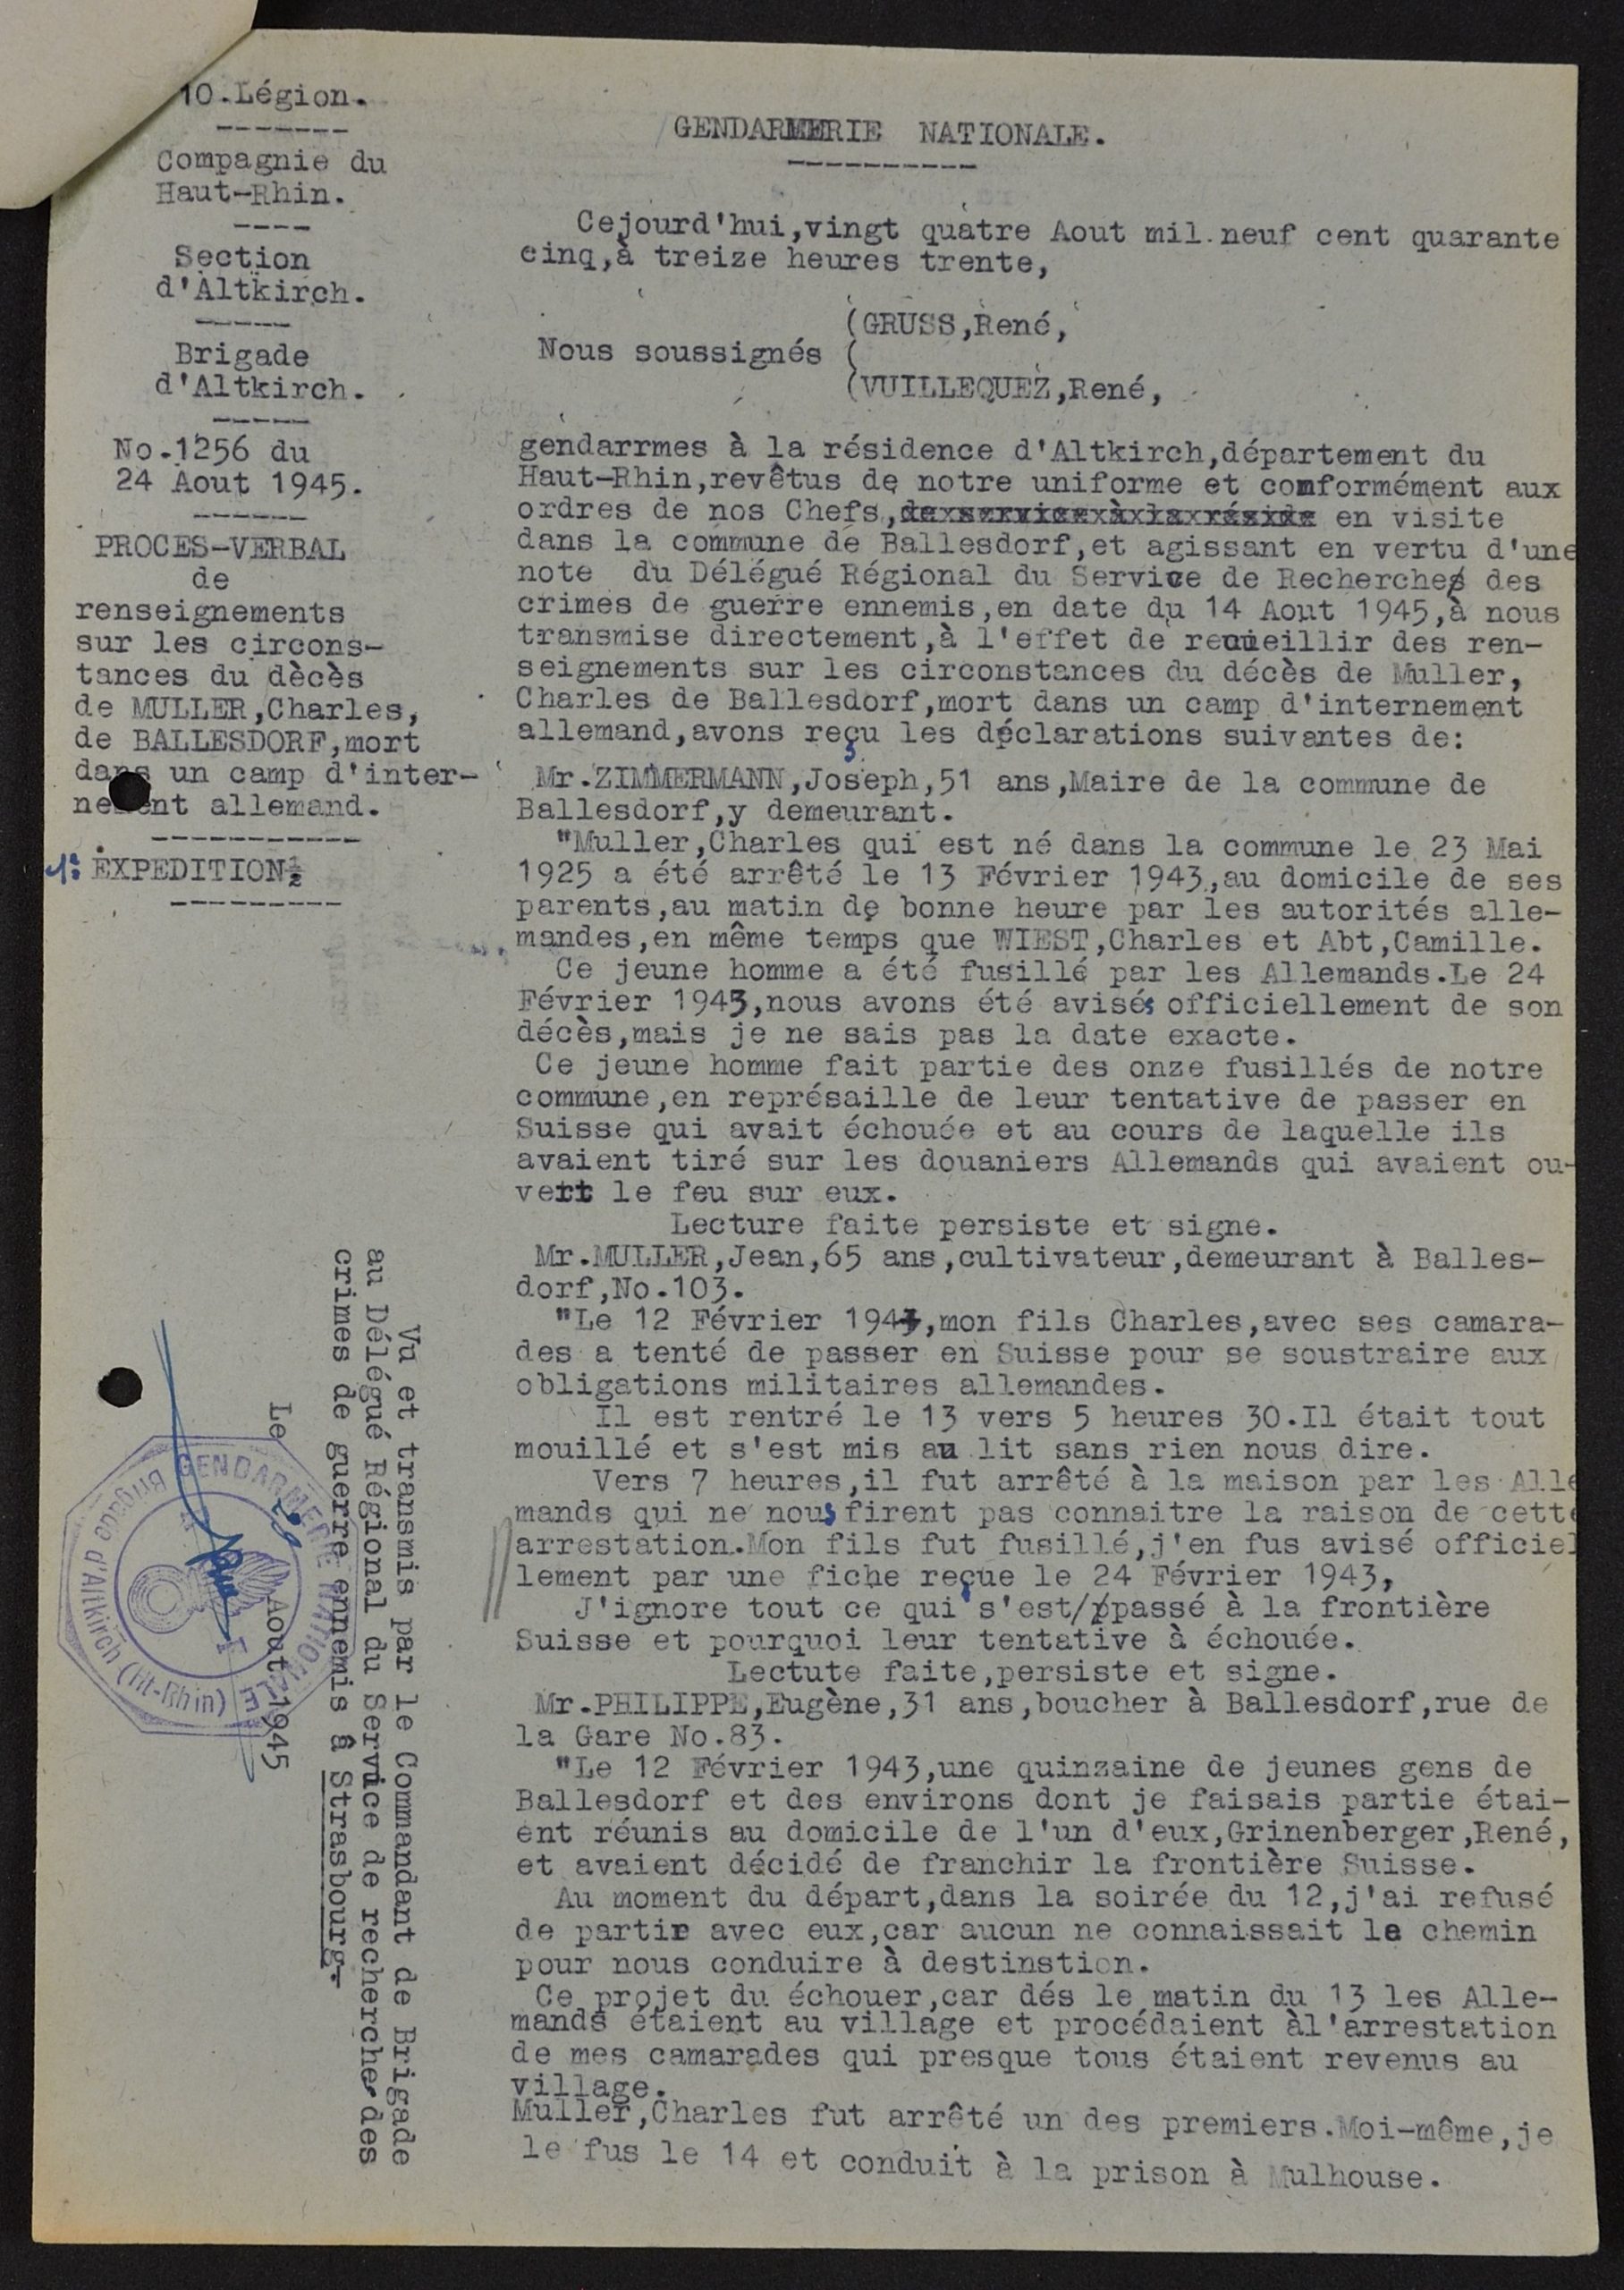 10.Légion.
-------
Compagnie du
Haut-Rhin.
----
Section
d'Altkirch.
-----
Brigade
d'Altkirch.
-----
No.1256 du
24 Aout 1945.
------
PROCES-VERBAL
de
renseignements
sur les circons-
tances du dècès
de MULLER,Charles,
de BALLESDORF,mort
dans un camp d'inter-
nement allemand.
-----------
1° EXPEDITION
---------
GENDARMERIE NATIONALE.
----------
Cejourd'hui,vingt quatre Aout mil neuf cent quarante
cinq,à treize heures trente,
(GRUSS,René,
Nous soussignés (
(VUILLEQUEZ,René,
gendarrmes à la résidence d'Altkirch,département du
Haut-Rhin,revêtus de notre uniforme et conformément aux
ordres de nos Chefs, en visite
dans la commune de Ballesdorf,et agissant en vertu d'une
note du Délégué Régional du Service de Recherches des
crimes de guerre ennemis,en date du 14 Aout 1945,à nous
transmise directement,à l'effet de recueillir des ren-
seignements sur les circonstances du décès de Muller,
Charles de Ballesdorf,mort dans un camp d'internement
allemand,avons reçu les déclarations suivantes de:
Mr.ZIMMERMANN,Joseph,51 ans,Maire de la commune de
Ballesdorf,y demeurant.
"Muller,Charles qui est né dans la commune le 23 Mai
1925 a été arrêté le 13 Février 1943,au domicile de ses
parents,au matin de bonne heure par les autorités alle-
mandes,en même temps que WIEST,Charles et Abt,Camille.
Ce jeune homme a été fusillé par les Allemands.Le 24
Février 1943,nous avons été avisés officiellement de son
décès,mais je ne sais pas la date exacte.
Ce jeune homme fait partie des onze fusillés de notre
commune,en représaille de leur tentative de passer en
Suisse qui avait échouée et au cours de laquelle ils
avaient tiré sur les douaniers Allemands qui avaient ou-
vert le feu sur eux.
Lecture faite persiste et signe.
Mr.MULLER,Jean,65 ans,cultivateur,demeurant à Balles-
dorf,No.103.
"Le 12 Février 1943,mon fils Charles,avec ses camara-
des a tenté de passer en Suisse pour se soustraire aux
obligations militaires allemandes.
Il est rentré le 13 vers 5 heures 30.Il était tout
mouillé et s'est mis au lit sans rien nous dire.
Vers 7 heures,il fut arrêté à la maison par les Alle
mands qui ne nous firent pas connaitre la raison de cette
arrestation.Mon fils fut fusillé,j'en fus avisé officiel
lement par une fiche reçue le 24 Février 1943,
J'ignore tout ce qui s'est/passé à la frontière
Suisse et pourquoi leur tentative à échouée.
Lectute faite,persiste et signe.
Mr.PHILIPPE,Eugène,31 ans,boucher à Ballesdorf,rue de
la Gare No.83.
"Le 12 Février 1943,une quinzaine de jeunes gens de
Ballesdorf et des environs dont je faisais partie étai-
ent réunis au domicile de l'un d'eux,Grinenberger,René,
et avaient décidé de franchir la frontière Suisse.
Au moment du départ,dans la soirée du 12,j'ai refusé
de partir avec eux,car aucun ne connaissait le chemin
pour nous conduire à destinstion.
Ce projet du échouer,car dés le matin du 13 les Alle-
mands étaient au village et procédaient àl'arrestation
de mes camarades qui presque tous étaient revenus au
village.
Muller,Charles fut arrêté un des premiers.Moi-même,je
le fus le 14 et conduit à la prison à Mulhouse.
Vu et transmis par le Commandant de Brigade
au Délégué Régional du Service de recherches des
crimes de guerre ennemis â Strasbourg.-
Le Aout 1945
GENDARMERIE NATIONALE
Brigade d'Altkirch (Ht-Rhin)